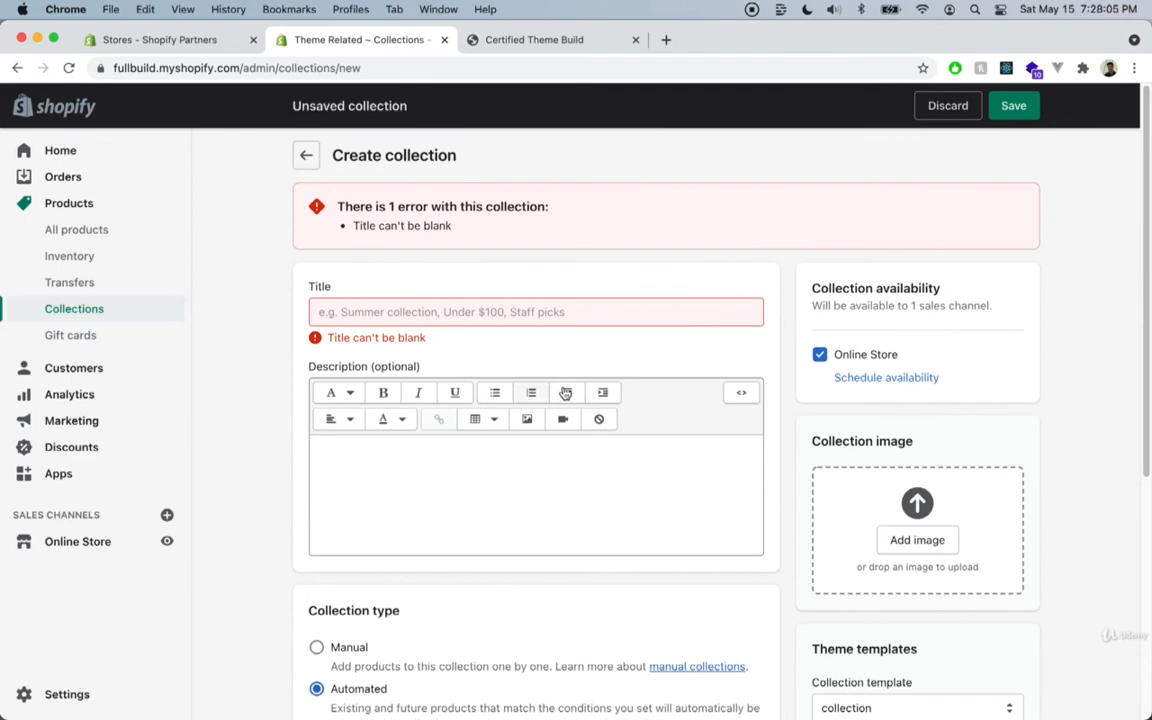 Chrome File Edit View History Bookmarks Profiles Tab Window Help Sat May 15 7:28:05 PM
Stores - Shopify Partners Theme Related ~ Collections - Certified Theme Build
fullbuild.myshopify.com/admin/collections/new
10
shopify Unsaved collection Discard Save
Home
Orders
Products
All products
Inventory
Transfers
Collections
Gift cards
Customers
Analytics
Marketing
Discounts
Apps
SALES CHANNELS
Online Store
Settings
Create collection
There is 1 error with this collection:
• Title can't be blank
Title
e.g. Summer collection, Under $100, Staff picks
Title can't be blank
Description (optional)
A B I U <>
A
Collection type
Manual
Add products to this collection one by one. Learn more about manual collections.
Automated
Existing and future products that match the conditions you set will automatically be
Collection availability
Will be available to 1 sales channel.
Online Store
Schedule availability
Collection image
Add image
or drop an image to upload
Theme templates
Collection template
collection
Udemy